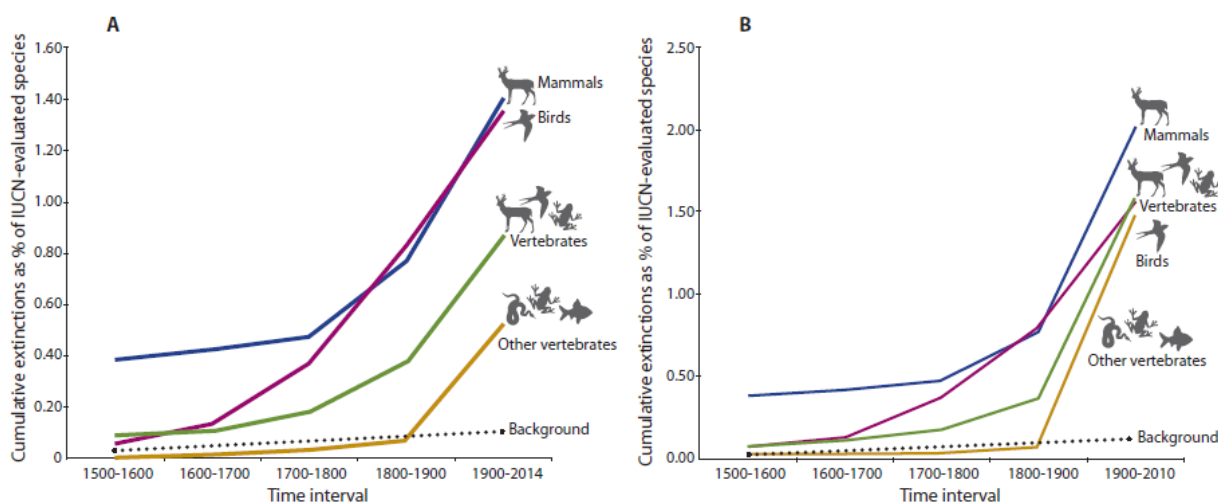 A
Cumulative extinctions as % of IUCN-evaluated species
1.60
1.40
1.20
1.00
0.80
0.60
0.40
0.20
0
Mammals
Birds
Vertebrates
Other vertebrates
Background
1500-1600
1600-1700
1700-1800
1800-1900
1900-2014
Time interval
B
Cumulative extinctions as % of IUCN-evaluated species
2.50
2.00
1.50
1.00
0.50
0.00
Mammals
Vertebrates
Birds
Other vertebrates
Background
1500-1600
1600-1700
1700-1800
1800-1900
1900-2010
Time interval